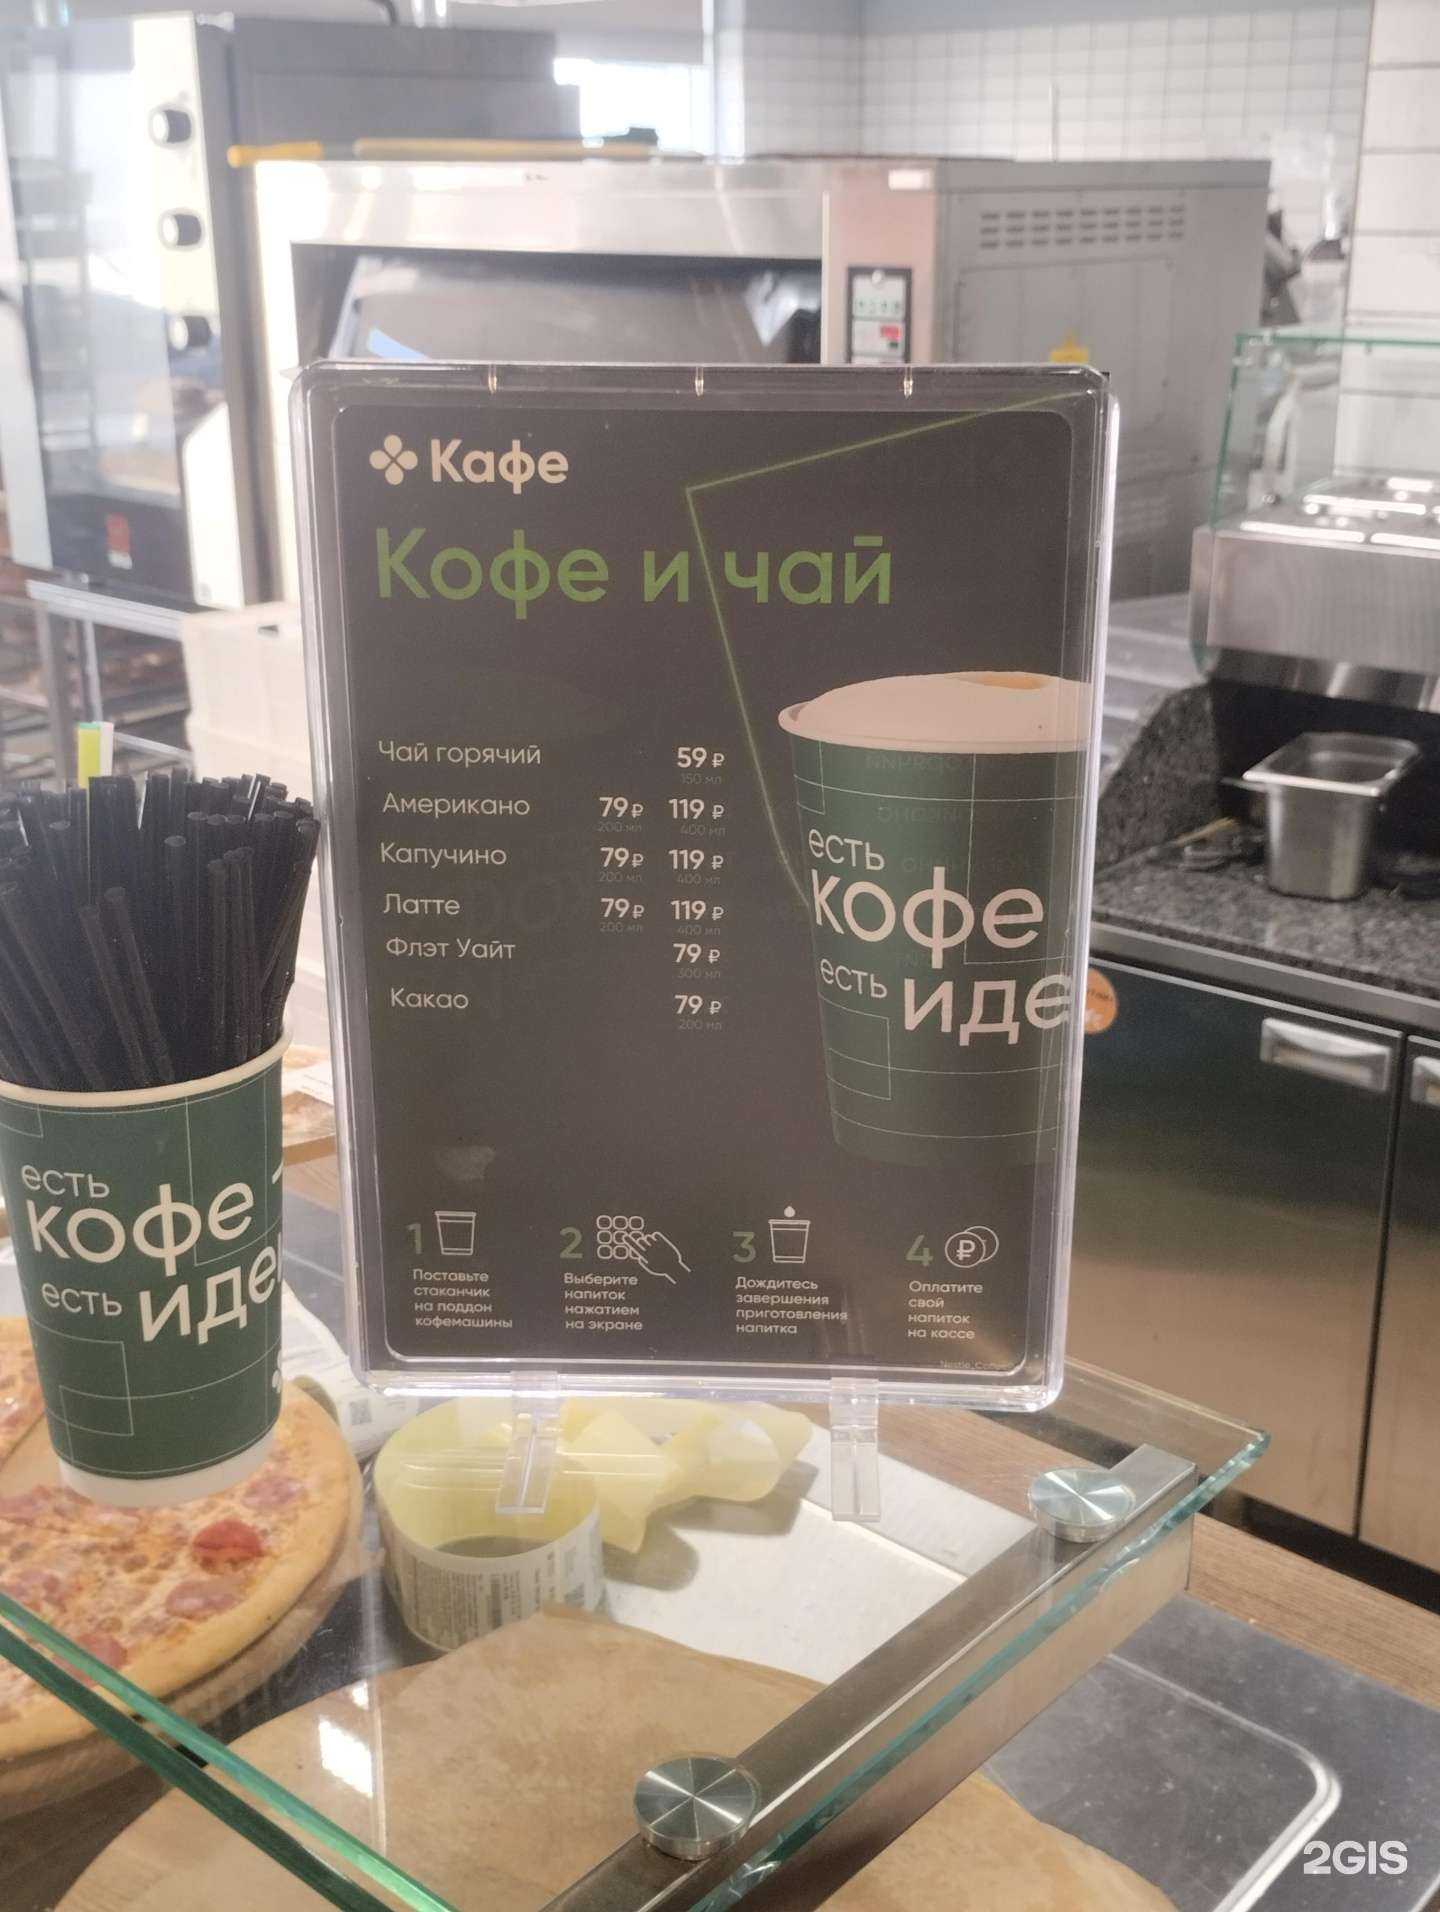 Кафе
Кофе и чай
Чай горячий 59 ₽
150 мл
Американо 79 ₽ 119 ₽
200 мл 400 мл
Капучино 79 ₽ 119 ₽
200 мл 400 мл
Латте 79 ₽ 119 ₽
200 мл 400 мл
Флэт Уайт 79 ₽
300 мл
Какао 79 ₽
200 мл
есть
кофе
есть иде
1
Поставьте
стаканчик
на поддон
кофемашины
2
Выберите
напиток
нажатием
на экране
3
Дождитесь
завершения
приготовления
напитка
4
Оплатите
свой
напиток
на кассе
есть
кофе –
есть иде
2GIS